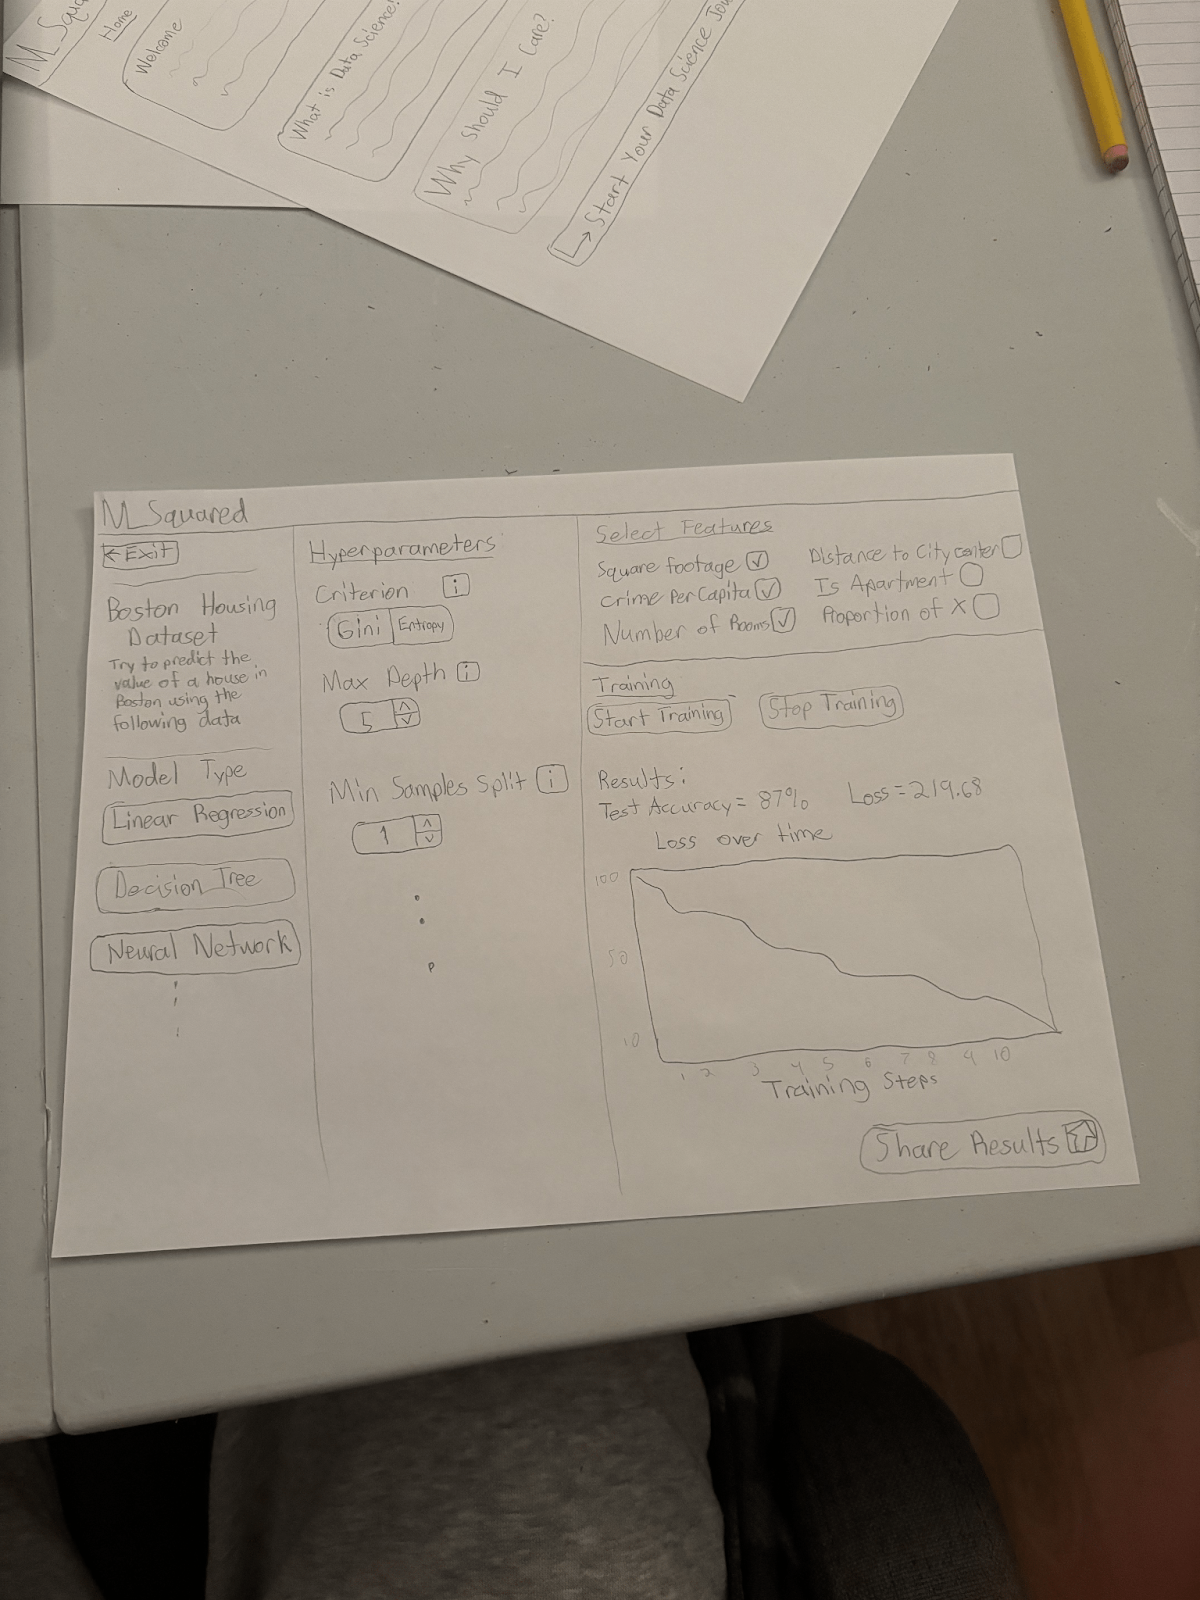 M_Squa
Home
Welcome
What is Data Science?
Why Should I Care?
Start Your Data Science Jou
M_Squared
← Exit
Boston Housing
Dataset
Try to predict the
value of a house in
Boston using the
following data
Model Type
Linear Regression
Decision Tree
Neural Network
Hyperparameters
Criterion i
Gini Entropy
Max Depth i
5
Min Samples Split i
1
Select Features
Square footage
Crime Per Capita
Number of Rooms
Distance to City center
Is Apartment
Proportion of X
Training
Start Training Stop Training
Results:
Test Accuracy = 87% Loss = 219.68
Loss over time
100
50
10
1 2 3 4 5 6 7 8 9 10
Training Steps
Share Results